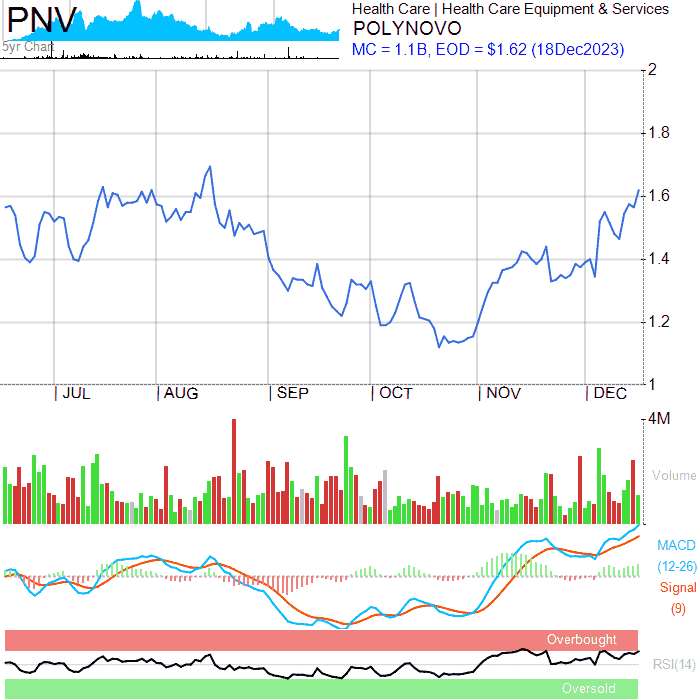 PNV
5yr Chart
Health Care | Health Care Equipment & Services
POLYNOVO
MC = 1.1B, EOD = $1.62 (18Dec2023)
2
1.8
1.6
1.4
1.2
1
JUL AUG SEP OCT NOV DEC
4M
Volume
MACD
(12-26)
Signal
(9)
Overbought
RSI(14)
Oversold